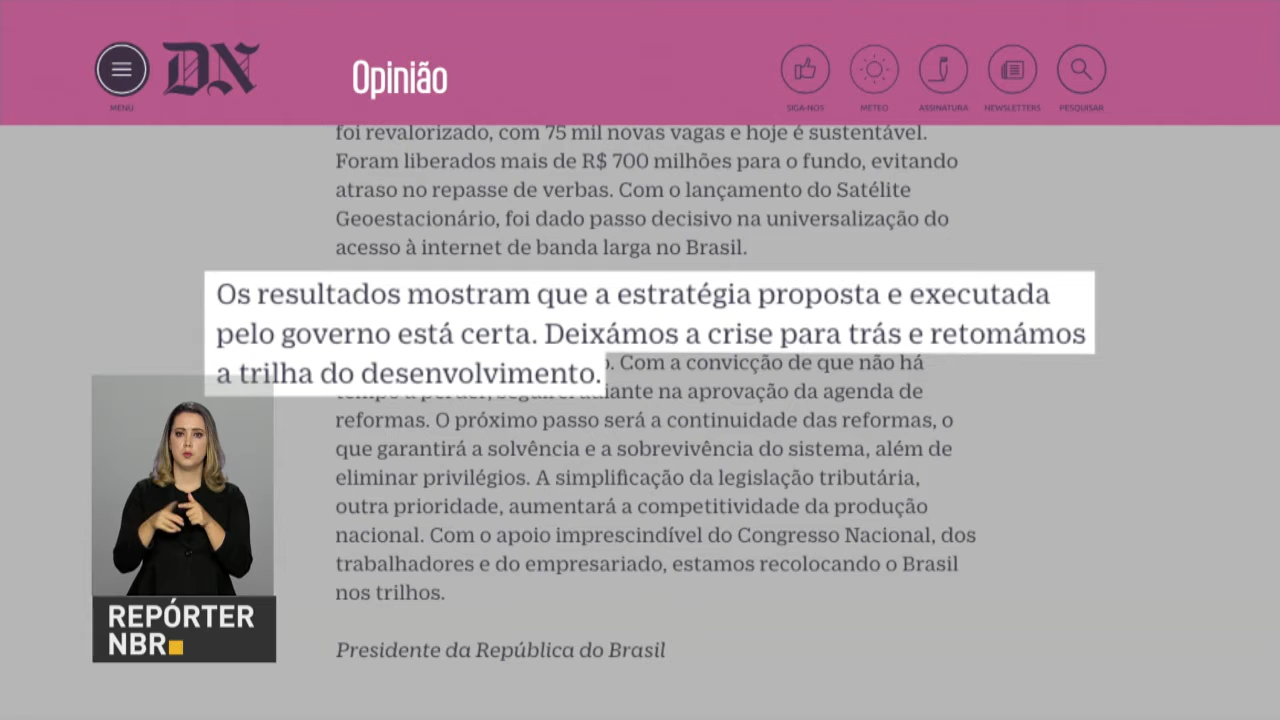 DN
Opinião
MENU
SIGA-NOS
METEO
ASSINATURA
NEWSLETTERS
PESQUISAR
foi revalorizado, com 75 mil novas vagas e hoje é sustentável.
Foram liberados mais de R$ 700 milhões para o fundo, evitando
atraso no repasse de verbas. Com o lançamento do Satélite
Geoestacionário, foi dado passo decisivo na universalização do
acesso à internet de banda larga no Brasil.
Os resultados mostram que a estratégia proposta e executada
pelo governo está certa. Deixámos a crise para trás e retomámos
a trilha do desenvolvimento.
. Com a convicção de que não há
na aprovação da agenda de
reformas. O próximo passo será a continuidade das reformas, o
que garantirá a solvência e a sobrevivência do sistema, além de
eliminar privilégios. A simplificação da legislação tributária,
outra prioridade, aumentará a competitividade da produção
nacional. Com o apoio imprescindível do Congresso Nacional, dos
trabalhadores e do empresariado, estamos recolocando o Brasil
nos trilhos.
Presidente da República do Brasil
REPÓRTER
NBR